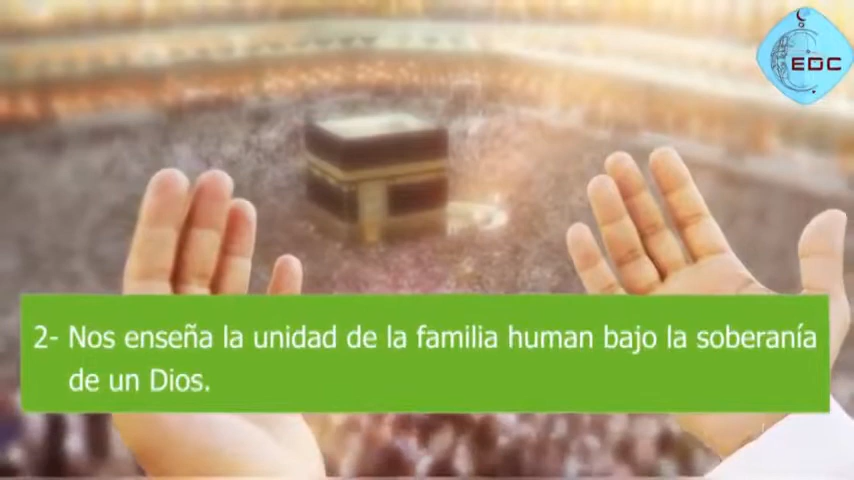 EDC
2- Nos enseña la unidad de la familia human bajo la soberanía
de un Dios.